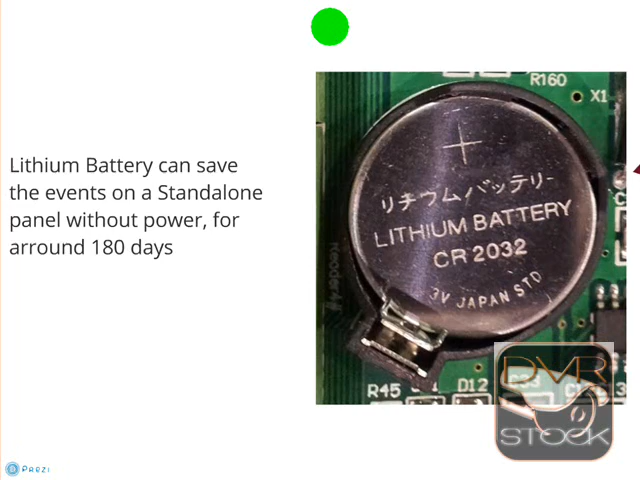 R160
X1
Lithium Battery can save
the events on a Standalone
panel without power, for
arround 180 days
+
リチウムバッテリー
LITHIUM BATTERY
CR 2032
3V JAPAN STD
R45
D12
DVR
STOCK
PREZI